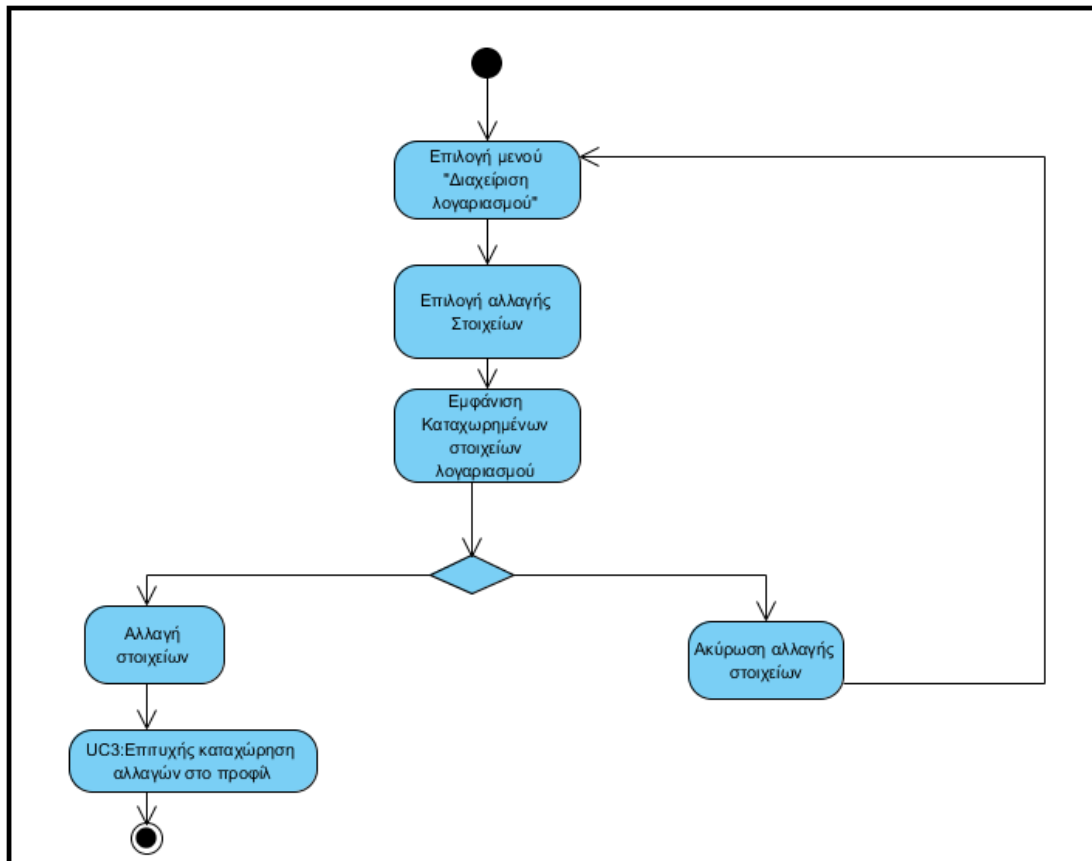 Επιλογή μενού
"Διαχείριση
λογαριασμού"
Επιλογή αλλαγής
Στοιχείων
Εμφάνιση
Καταχωρημένων
στοιχείων
λογαριασμού
Αλλαγή
στοιχείων
Ακύρωση αλλαγής
στοιχείων
UC3:Επιτυχής καταχώρηση
αλλαγών στο προφίλ